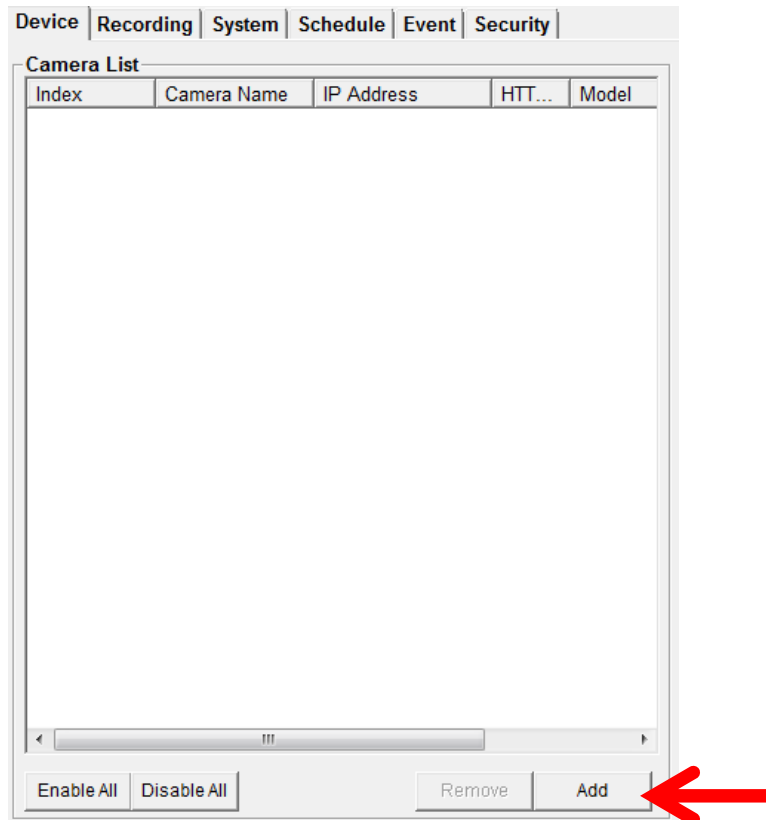 Device Recording System Schedule Event Security
Camera List
Index Camera Name IP Address HTT... Model
Enable All Disable All Remove Add